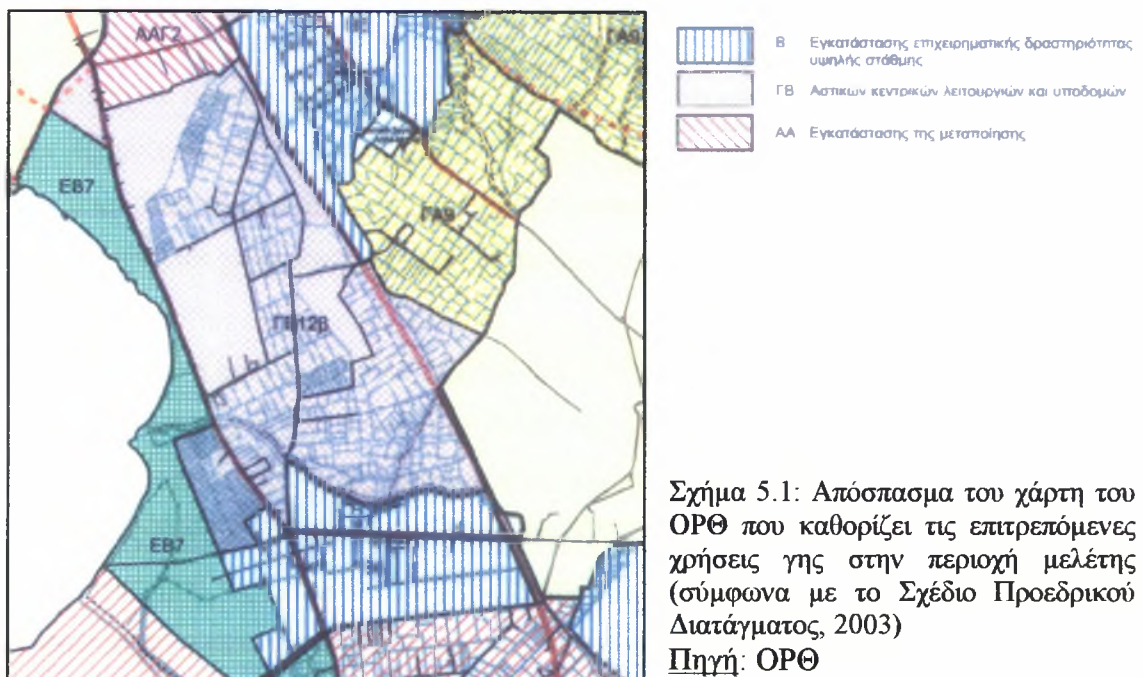 ΑΑΓ2
ΓΑ9
ΕΒ7
ΓΑ9
ΓΒ12β
ΕΒ7
Β Εγκατάστασης επιχειρηματικής δραστηριότητας
υψηλής στάθμης
ΓΒ Αστικών κεντρικών λειτουργιών και υποδομών
ΑΑ Εγκατάστασης της μεταποίησης
Σχήμα 5.1: Απόσπασμα του χάρτη του
ΟΡΘ που καθορίζει τις επιτρεπόμενες
χρήσεις γης στην περιοχή μελέτης
(σύμφωνα με το Σχέδιο Προεδρικού
Διατάγματος, 2003)
Πηγή: ΟΡΘ